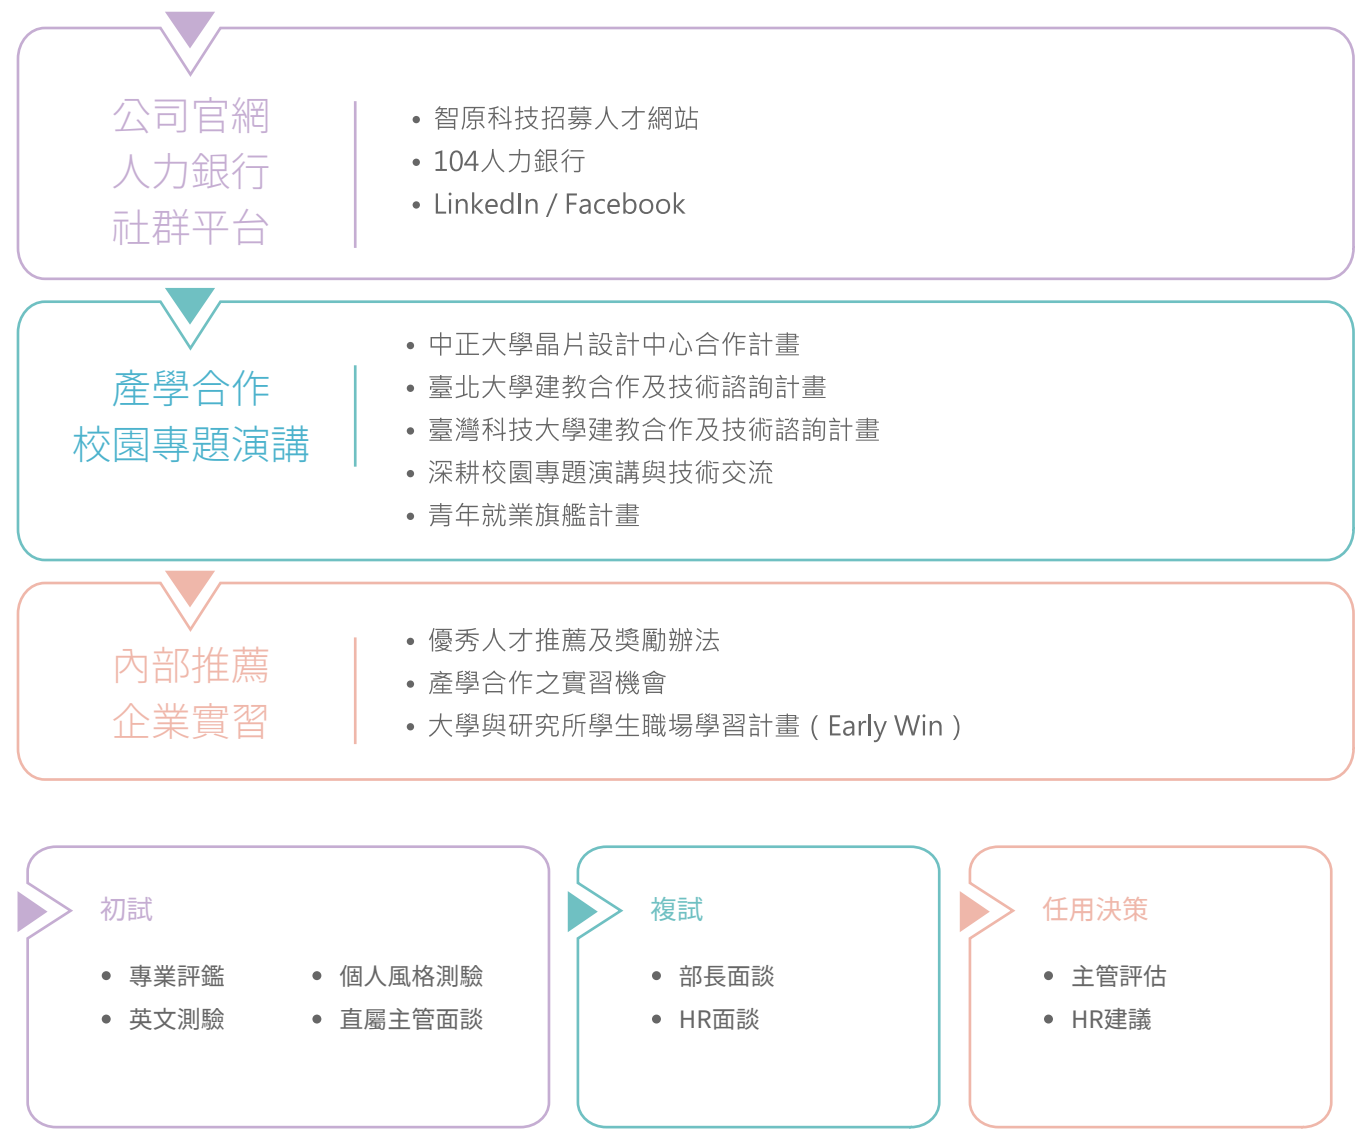 公司官網
人力銀行
社群平台
• 智原科技招募人才網站
• 104人力銀行
• LinkedIn / Facebook
產學合作
校園專題演講
• 中正大學晶片設計中心合作計畫
• 臺北大學建教合作及技術諮詢計畫
• 臺灣科技大學建教合作及技術諮詢計畫
• 深耕校園專題演講與技術交流
• 青年就業旗艦計畫
內部推薦
企業實習
• 優秀人才推薦及獎勵辦法
• 產學合作之實習機會
• 大學與研究所學生職場學習計畫（Early Win）
初試
• 專業評鑑
• 英文測驗
• 個人風格測驗
• 直屬主管面談
複試
• 部長面談
• HR面談
任用決策
• 主管評估
• HR建議